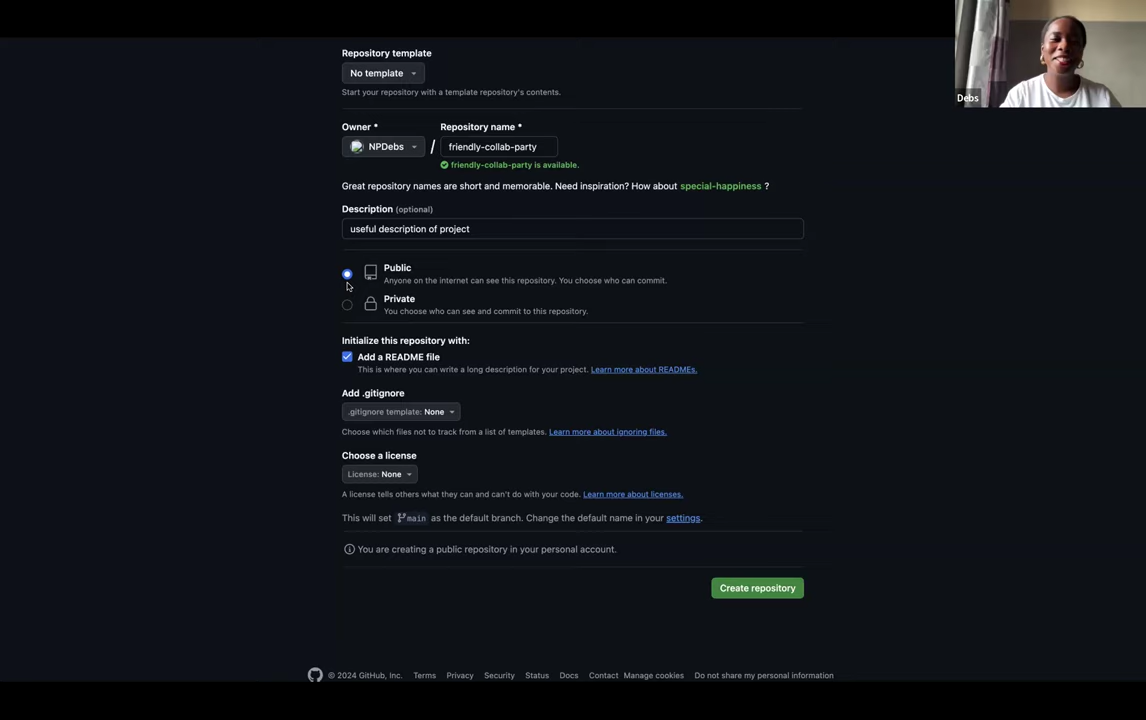 Debs
Repository template
No template
Start your repository with a template repository's contents.
Owner * Repository name *
NPDebs / friendly-collab-party
friendly-collab-party is available.
Great repository names are short and memorable. Need inspiration? How about special-happiness ?
Description (optional)
useful description of project
Public
Anyone on the internet can see this repository. You choose who can commit.
Private
You choose who can see and commit to this repository.
Initialize this repository with:
Add a README file
This is where you can write a long description for your project. Learn more about READMEs.
Add .gitignore
.gitignore template: None
Choose which files not to track from a list of templates. Learn more about ignoring files.
Choose a license
License: None
A license tells others what they can and can't do with your code. Learn more about licenses.
This will set main as the default branch. Change the default name in your settings.
You are creating a public repository in your personal account.
Create repository
© 2024 GitHub, Inc. Terms Privacy Security Status Docs Contact Manage cookies Do not share my personal information